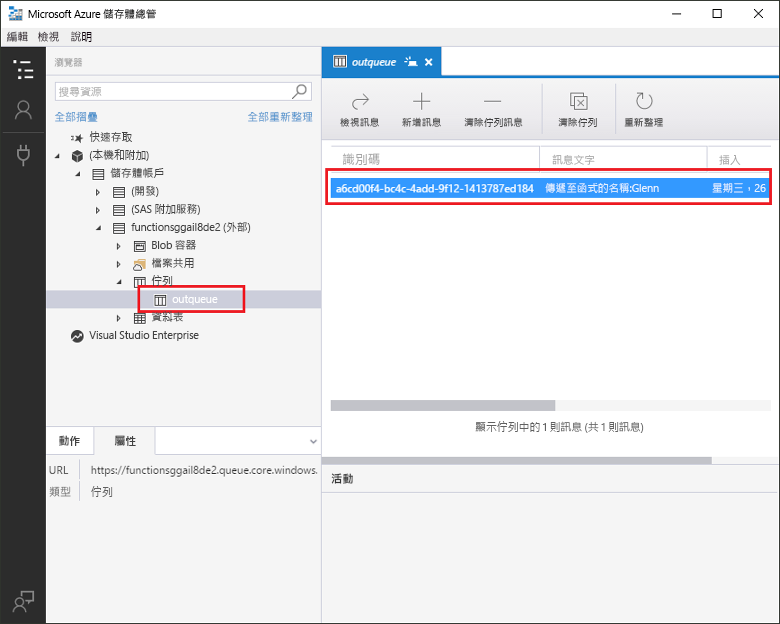 Microsoft Azure 儲存體總管
編輯 檢視 說明
瀏覽器
搜尋資源
全部摺疊 全部重新整理
快速存取
(本機和附加)
儲存體帳戶
(開發)
(SAS 附加服務)
functionsggail8de2 (外部)
Blob 容器
檔案共用
佇列
outqueue
資料表
Visual Studio Enterprise
動作 屬性
URL https://functionsggail8de2.queue.core.windows.
類型 佇列
outqueue
檢視訊息 新增訊息 清除佇列訊息 清除佇列 重新整理
識別碼 訊息文字 插入
a6cd00f4-bc4c-4add-9f12-1413787ed184 傳遞至函式的名稱:Glenn 星期三，26
顯示佇列中的 1 則訊息 (共 1 則訊息)
活動